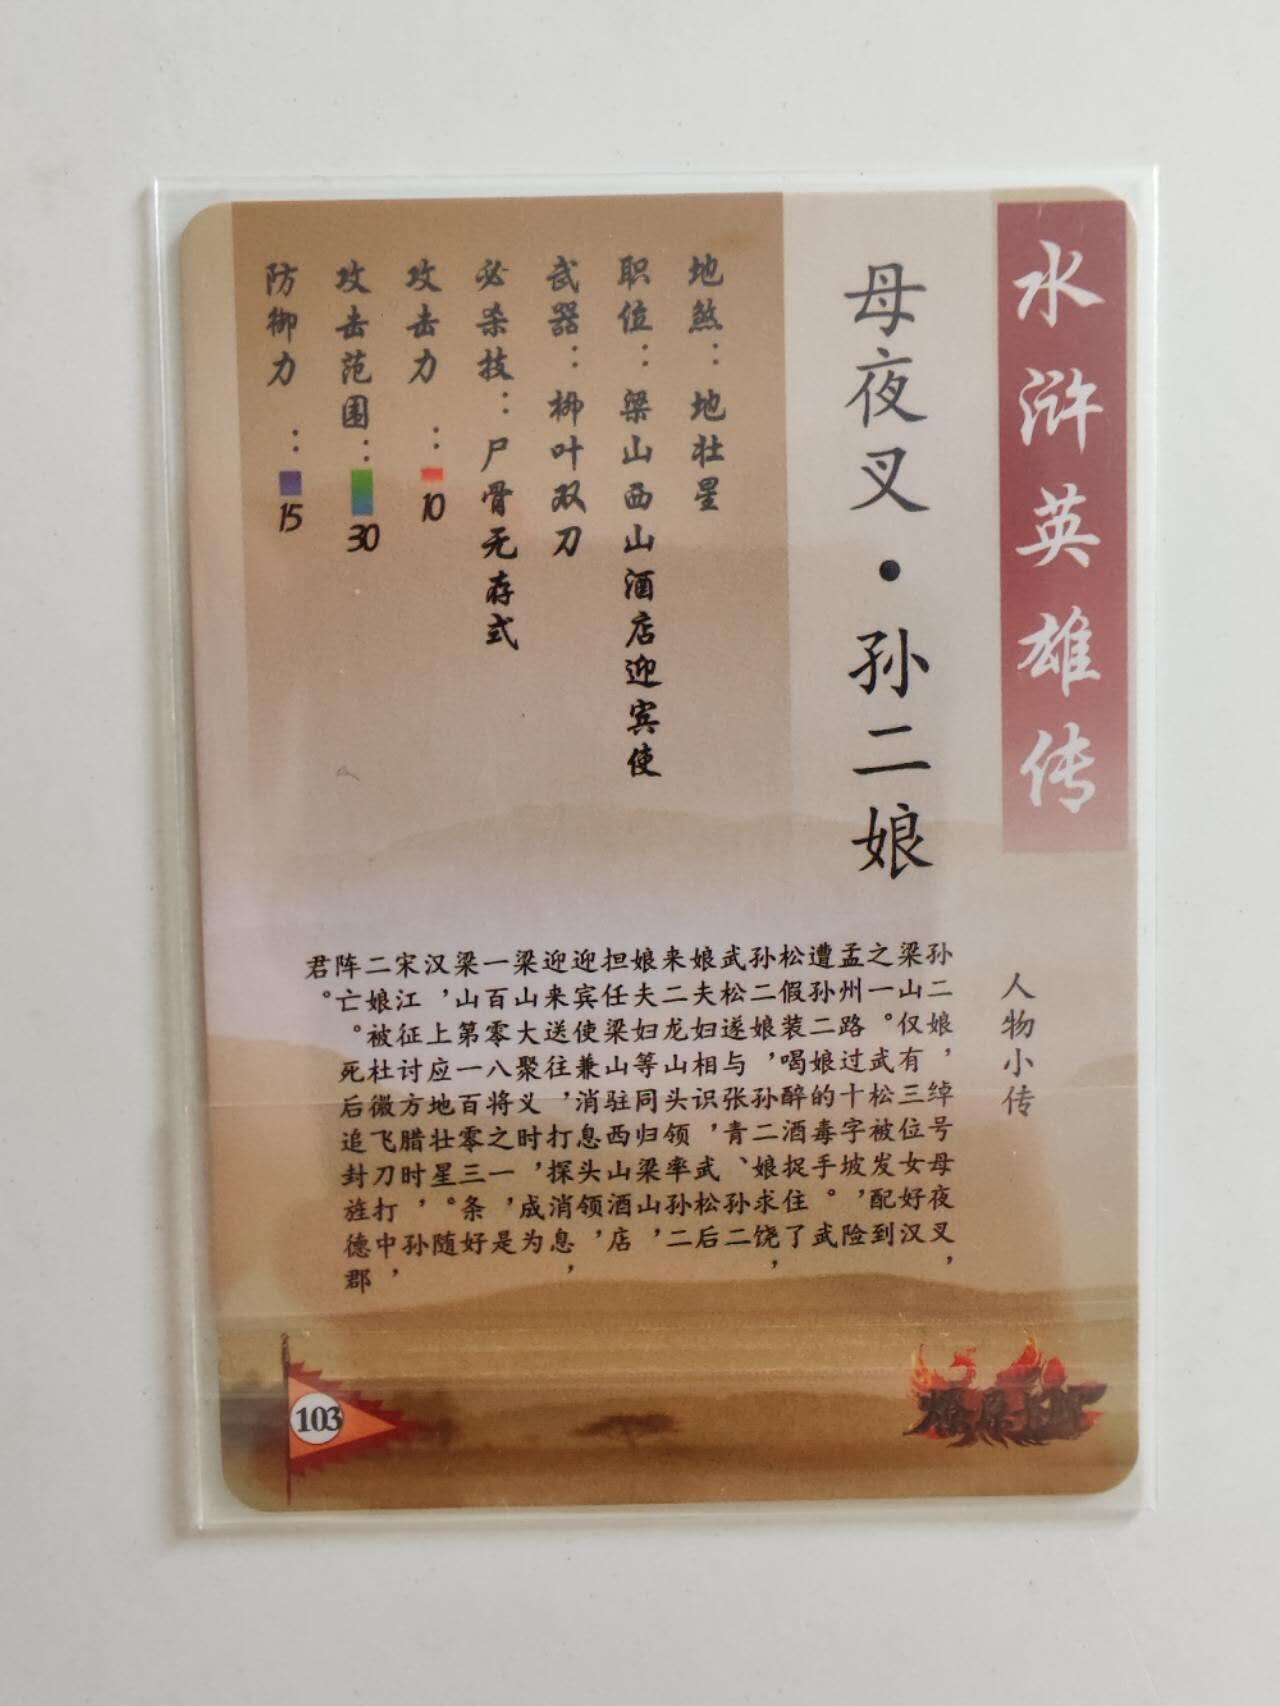 水浒英雄传
母夜叉·孙二娘
地煞：地壮星
职位：梁山西山酒店迎宾使
武器：柳叶双刀
必杀技：尸骨无存式
攻击力：10
攻击范围：30
防御力：15
人物小传
孙二娘，绰号母夜叉，
梁山仅有三位女好汉
之一。武松被发配到
孟州路过十字坡，险
遭孙二娘的毒手。武
松假装喝醉酒捉住了
孙二娘，孙二娘求饶，
武松遂与张青、孙二
娘夫妇相识，武松后
来二龙山头领率孙二
娘夫妇等同归梁山，
担任梁山驻西山酒店
迎宾使兼消息头领，
迎来送往，打探消息，
梁山大聚义时，成为
一百零八将之一，是
梁山第一百零三条好
汉，上应地壮星。随
宋江征讨方腊时，孙
二娘被杜微飞刀打中，
阵亡。死后追封旌德郡
君。
103